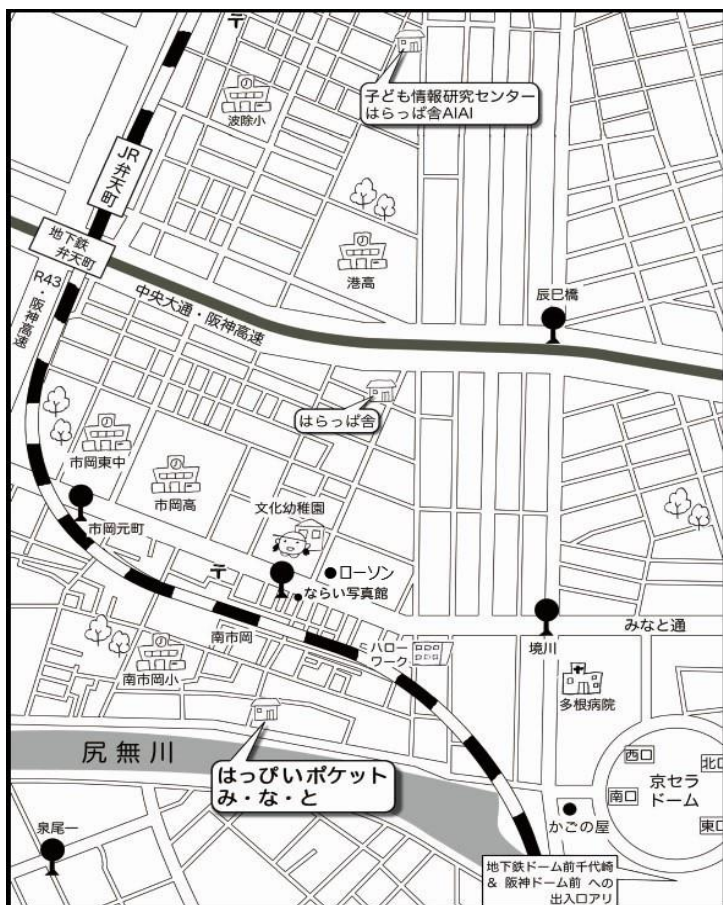 〒
子ども情報研究センター
はらっぱ舎AIAI
波除小
JR弁天町
地下鉄
弁天町
港高
R43・阪神高速
中央大通・阪神高速
辰巳橋
はらっぱ舎
市岡東中
市岡高
文化幼稚園
市岡元町
〒
ローソン
ならい写真館
南市岡
ハロー
ワーク
みなと通
境川
南市岡小
多根病院
尻無川
はっぴいポケット
み・な・と
西口
北口
京セラ
ドーム
南口
東口
かごの屋
泉尾一
地下鉄ドーム前千代崎
& 阪神ドーム前 への
出入口アリ